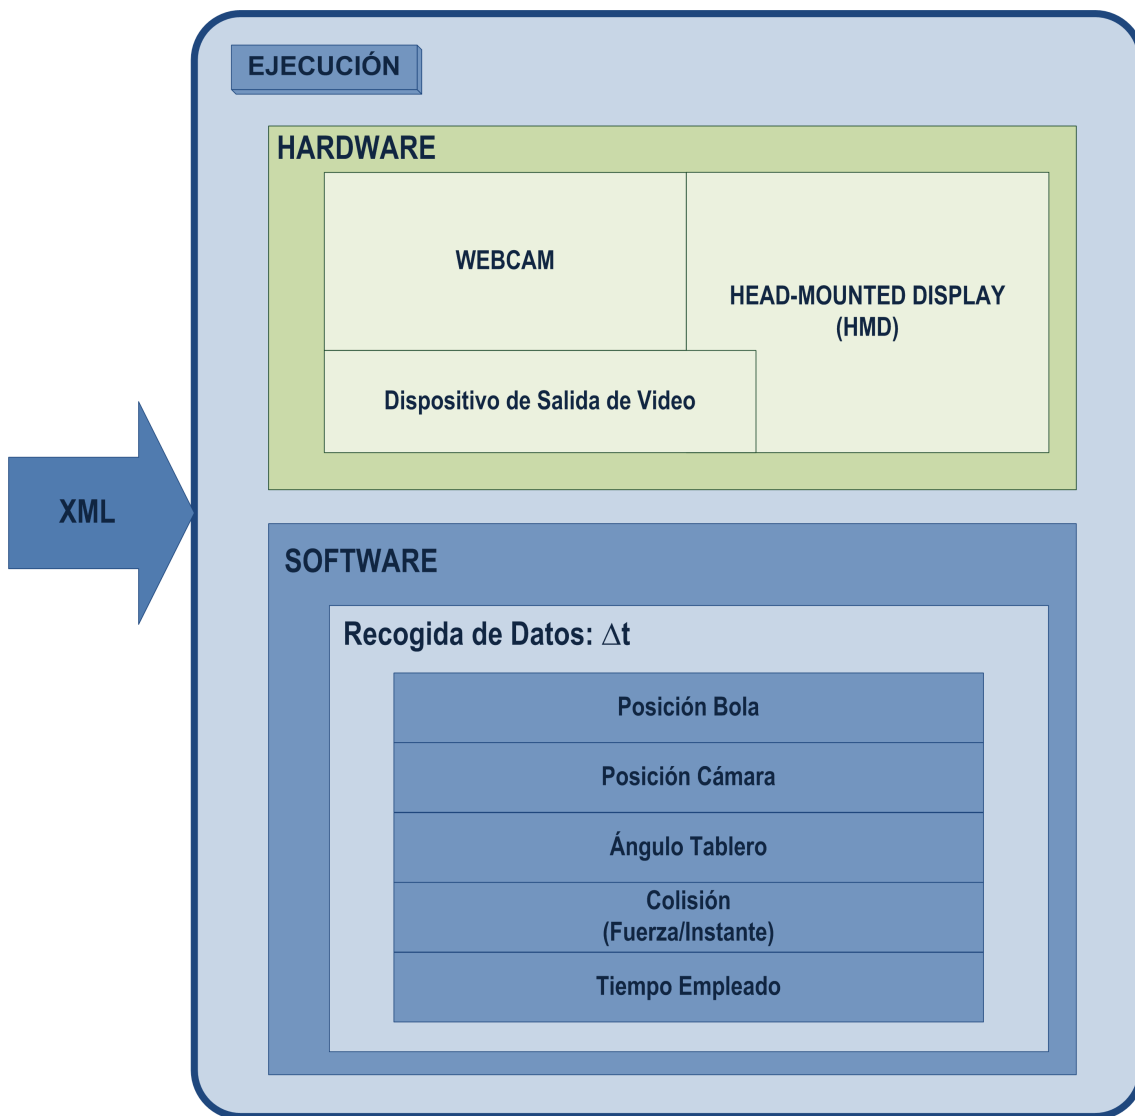 EJECUCIÓN
HARDWARE
WEBCAM
HEAD-MOUNTED DISPLAY
(HMD)
Dispositivo de Salida de Video
XML
SOFTWARE
Recogida de Datos: Δt
Posición Bola
Posición Cámara
Ángulo Tablero
Colisión
(Fuerza/Instante)
Tiempo Empleado